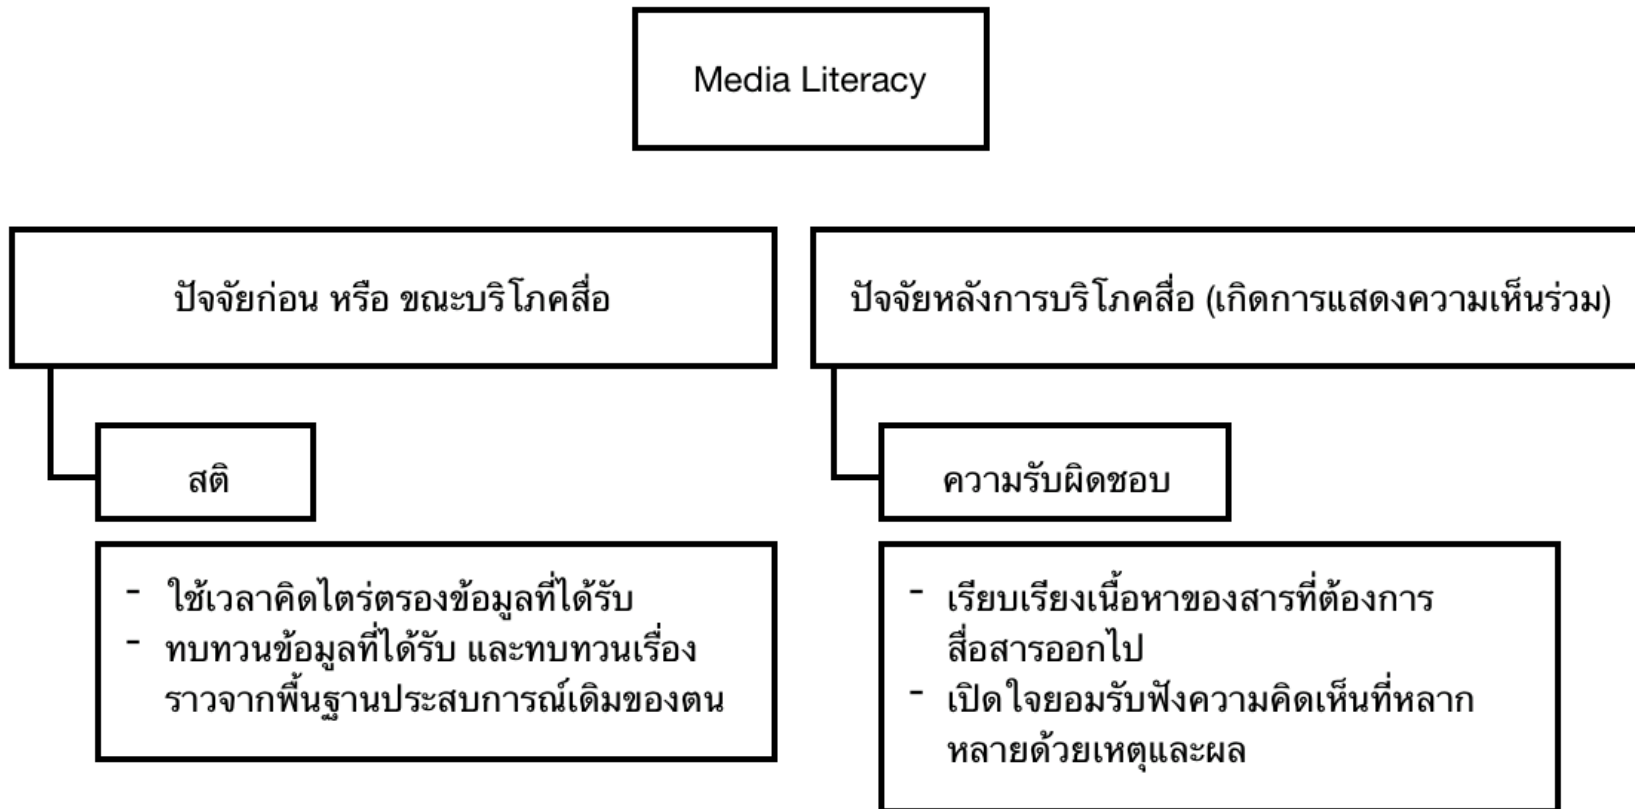 Media Literacy
ปัจจัยก่อน หรือ ขณะบริโภคสื่อ
สติ
- ใช้เวลาคิดไตร่ตรองข้อมูลที่ได้รับ
- ทบทวนข้อมูลที่ได้รับ และทบทวนเรื่อง
ราวจากพื้นฐานประสบการณ์เดิมของตน
ปัจจัยหลังการบริโภคสื่อ (เกิดการแสดงความเห็นร่วม)
ความรับผิดชอบ
- เรียบเรียงเนื้อหาของสารที่ต้องการ
สื่อสารออกไป
- เปิดใจยอมรับฟังความคิดเห็นที่หลาก
หลายด้วยเหตุและผล